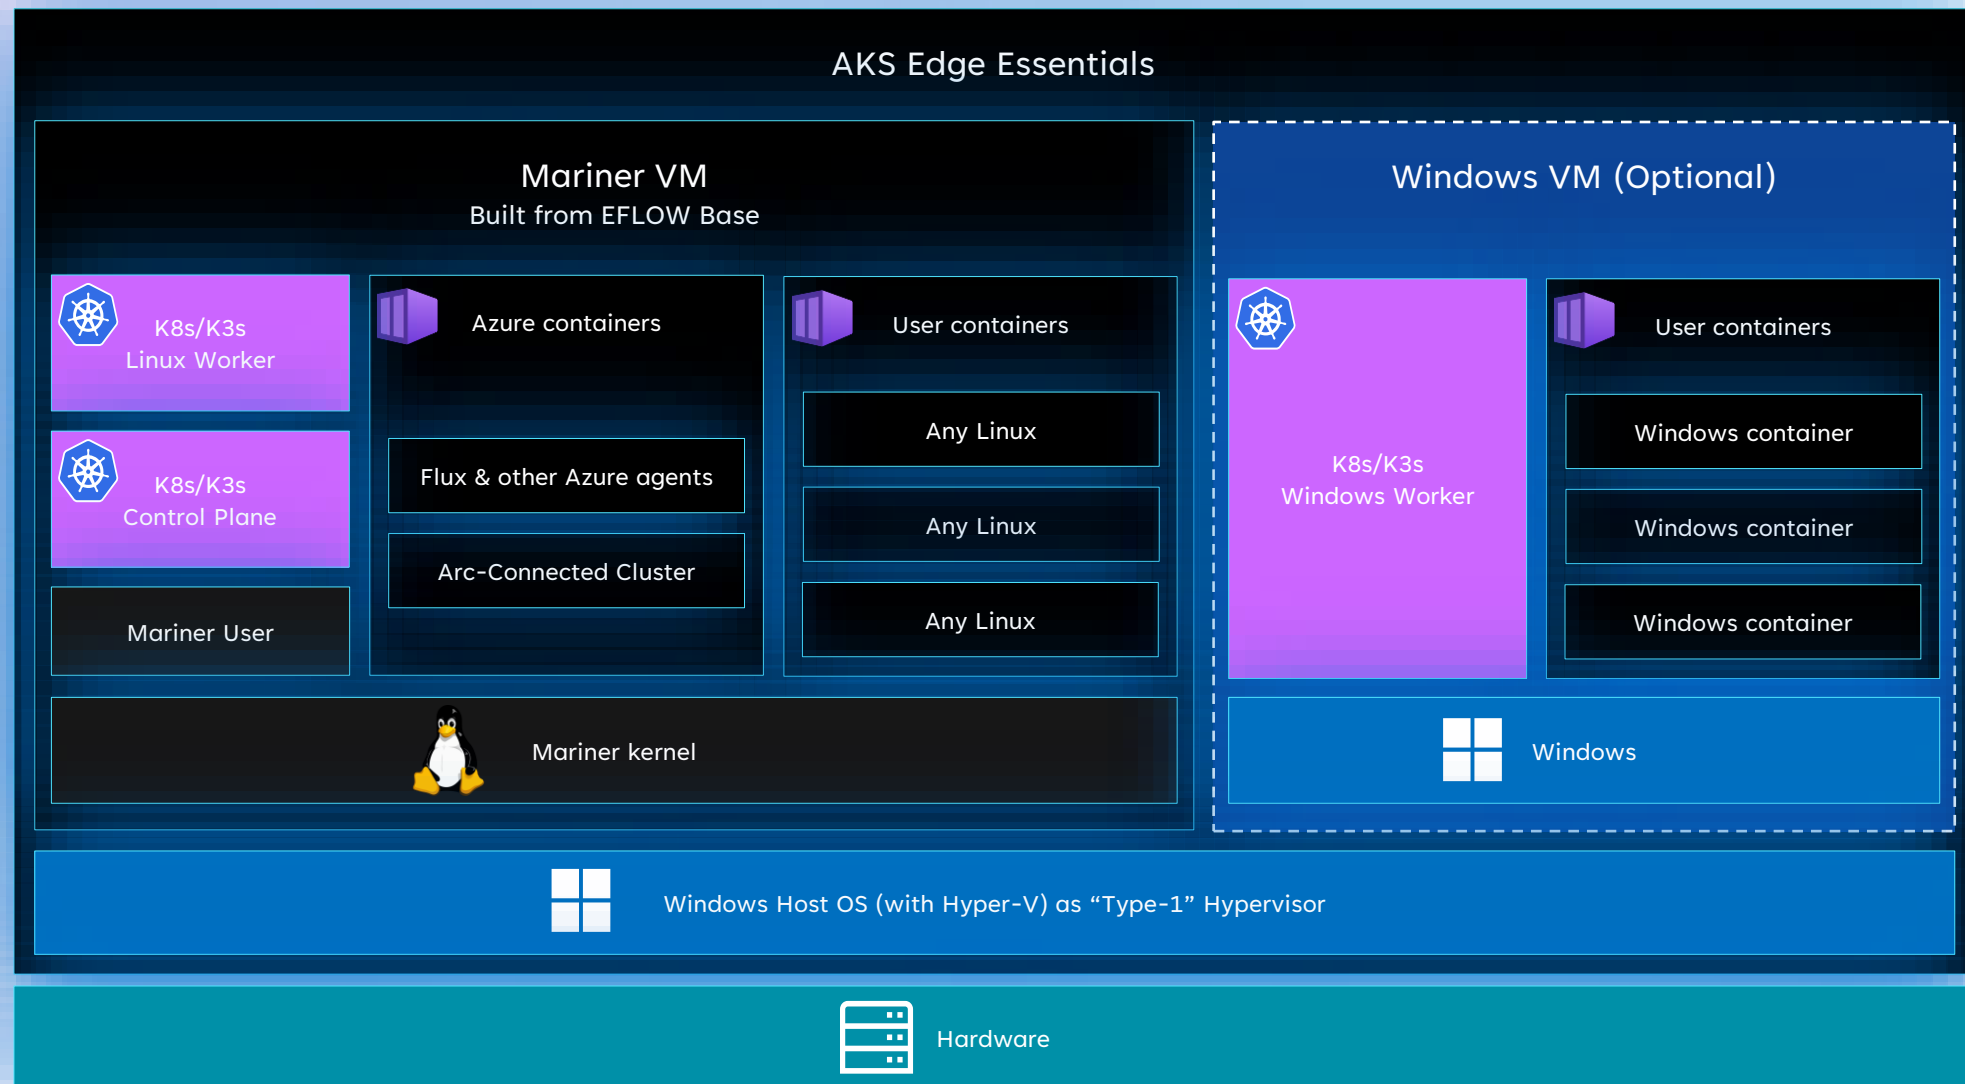 AKS Edge Essentials
Mariner VM
Built from EFLOW Base
K8s/K3s
Linux Worker
K8s/K3s
Control Plane
Mariner User
Azure containers
Flux & other Azure agents
Arc-Connected Cluster
User containers
Any Linux
Any Linux
Any Linux
Mariner kernel
Windows VM (Optional)
K8s/K3s
Windows Worker
User containers
Windows container
Windows container
Windows container
Windows
Windows Host OS (with Hyper-V) as “Type-1” Hypervisor
Hardware